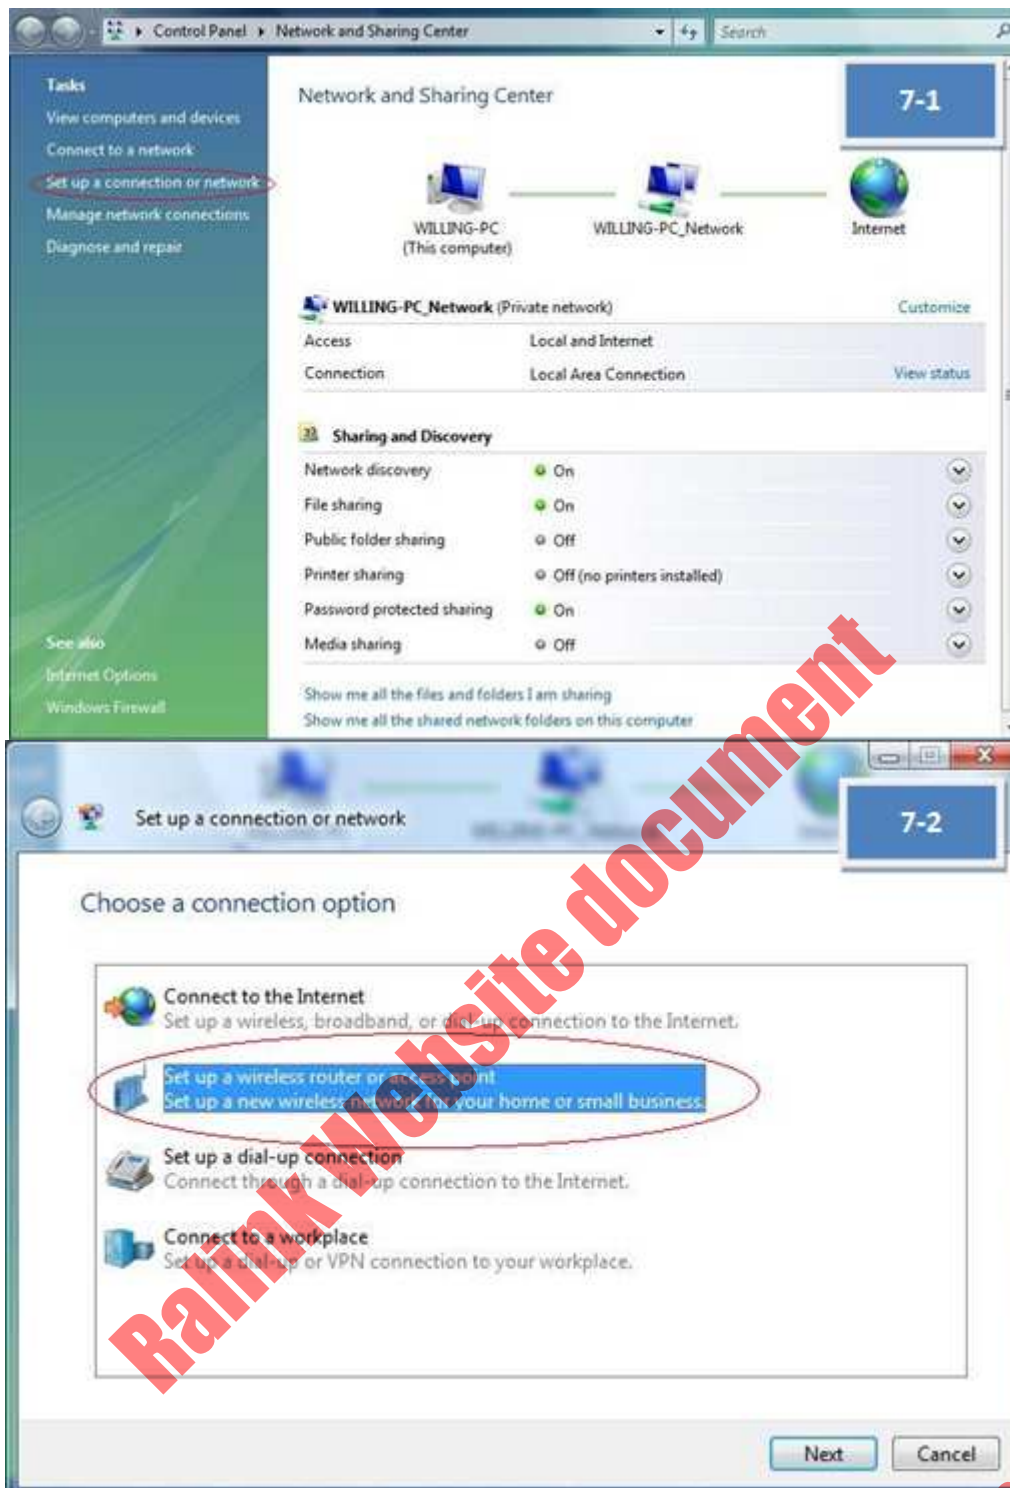 Control Panel
Network and Sharing Center
Search
7-1
Tasks
View computers and devices
Connect to a network
Set up a connection or network
Manage network connections
Diagnose and repair
See also
Internet Options
Windows Firewall
Network and Sharing Center
WILLING-PC
(This computer)
WILLING-PC_Network
Internet
WILLING-PC_Network (Private network)
Customize
Access Local and Internet
Connection Local Area Connection View status
Sharing and Discovery
Network discovery On
File sharing On
Public folder sharing Off
Printer sharing Off (no printers installed)
Password protected sharing On
Media sharing Off
Show me all the files and folders I am sharing
Show me all the shared network folders on this computer
Set up a connection or network
7-2
Choose a connection option
Connect to the Internet
Set up a wireless, broadband, or dial-up connection to the Internet.
Set up a wireless router or access point
Set up a new wireless network for your home or small business.
Set up a dial-up connection
Connect through a dial-up connection to the Internet.
Connect to a workplace
Set up a dial-up or VPN connection to your workplace.
Next
Cancel
Ralink Website document